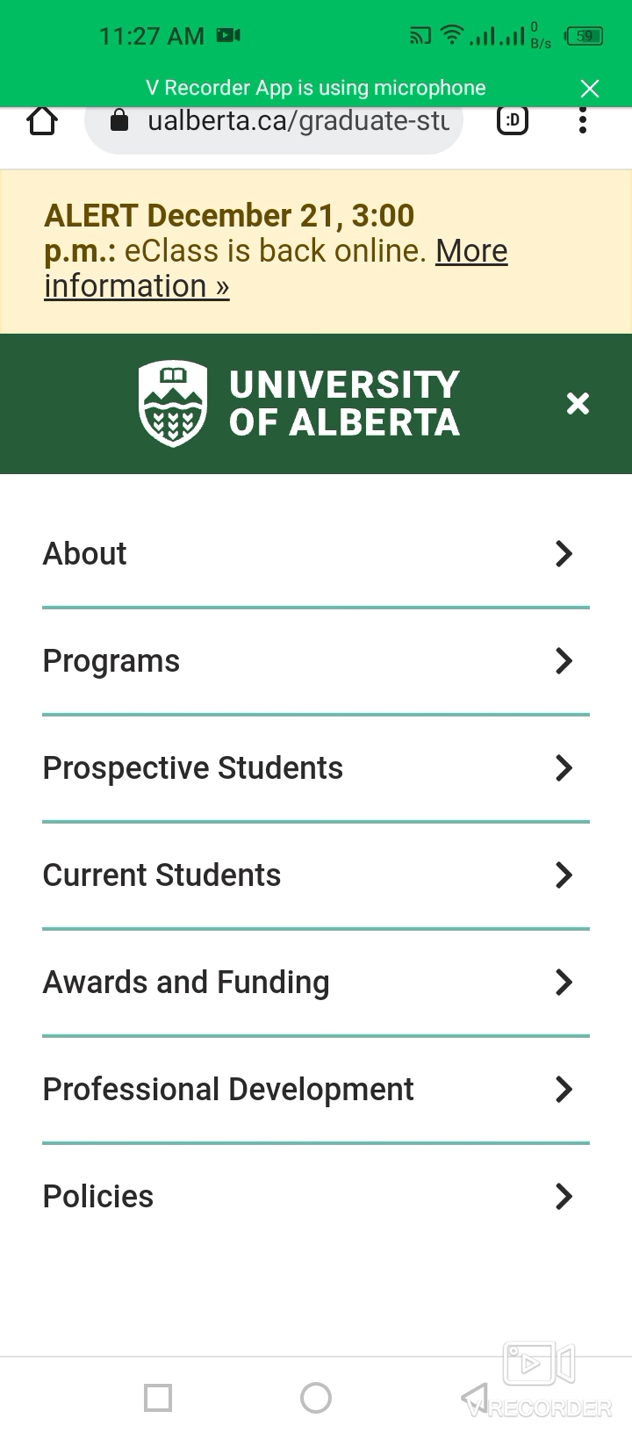 11:27 AM 0 B/s 59
V Recorder App is using microphone
ualberta.ca/graduate-stu :D
ALERT December 21, 3:00
p.m.: eClass is back online. More
information »
UNIVERSITY
OF ALBERTA
About
Programs
Prospective Students
Current Students
Awards and Funding
Professional Development
Policies
V RECORDER